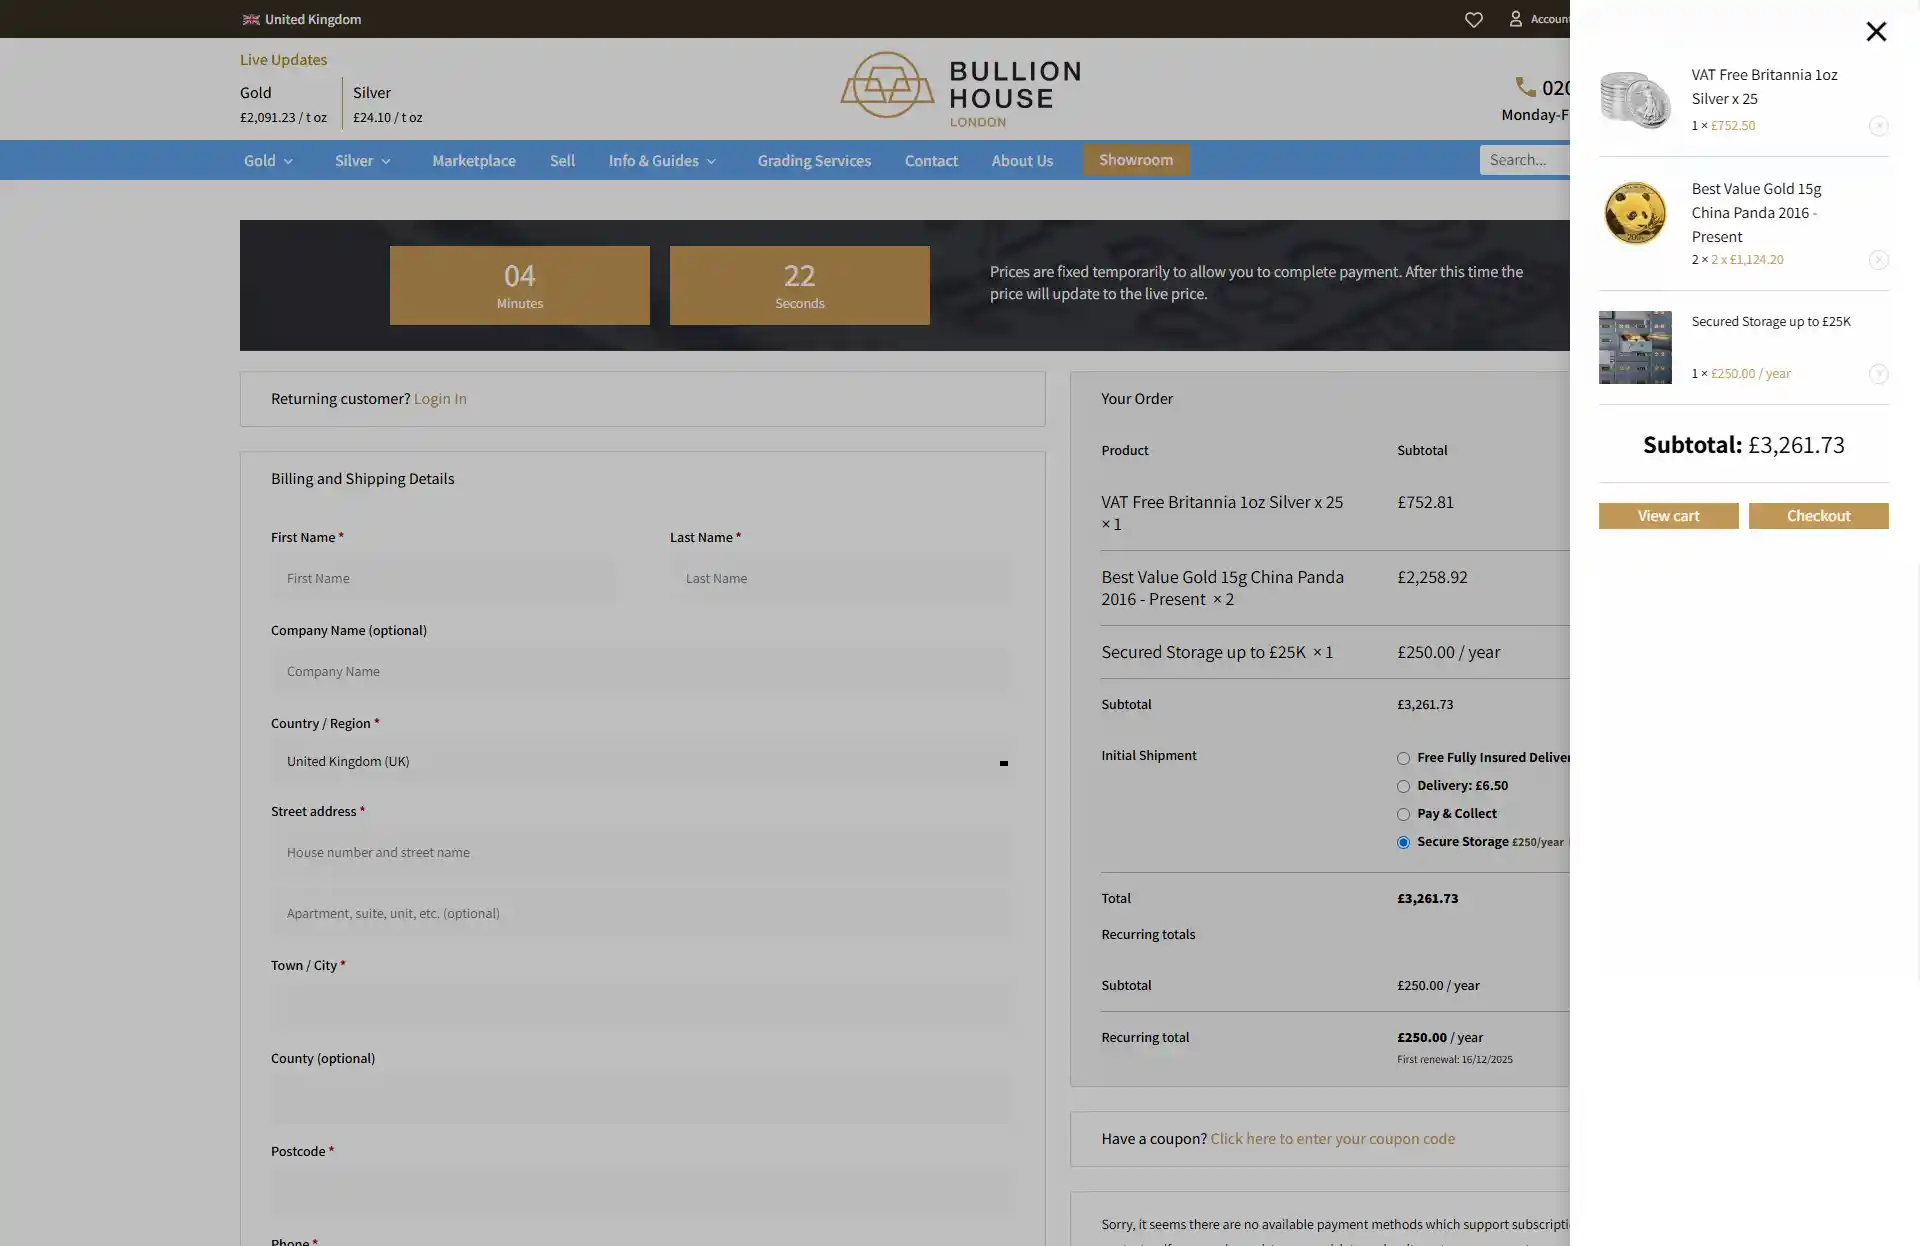 United Kingdom
Accoun
Live Updates
Gold
£2,091.23 / t oz
Silver
£24.10 / t oz
BULLION
HOUSE
LONDON
020
Monday-F
Gold
Silver
Marketplace
Sell
Info & Guides
Grading Services
Contact
About Us
Showroom
Search...
04
Minutes
22
Seconds
Prices are fixed temporarily to allow you to complete payment. After this time the
price will update to the live price.
Returning customer? Login In
Billing and Shipping Details
First Name *
Last Name *
First Name
Last Name
Company Name (optional)
Company Name
Country / Region *
United Kingdom (UK)
Street address *
House number and street name
Apartment, suite, unit, etc. (optional)
Town / City *
County (optional)
Postcode *
Phone *
Your Order
Product
Subtotal
VAT Free Britannia 1oz Silver x 25
× 1
£752.81
Best Value Gold 15g China Panda
2016 - Present × 2
£2,258.92
Secured Storage up to £25K × 1
£250.00 / year
Subtotal
£3,261.73
Initial Shipment
Free Fully Insured Deliver
Delivery: £6.50
Pay & Collect
Secure Storage £250/year
Total
£3,261.73
Recurring totals
Subtotal
£250.00 / year
Recurring total
£250.00 / year
First renewal: 16/12/2025
Have a coupon? Click here to enter your coupon code
Sorry, it seems there are no available payment methods which support subscripti
VAT Free Britannia 1oz
Silver x 25
1 × £752.50
Best Value Gold 15g
China Panda 2016 -
Present
2 × 2 x £1,124.20
Secured Storage up to £25K
1 × £250.00 / year
Subtotal: £3,261.73
View cart
Checkout